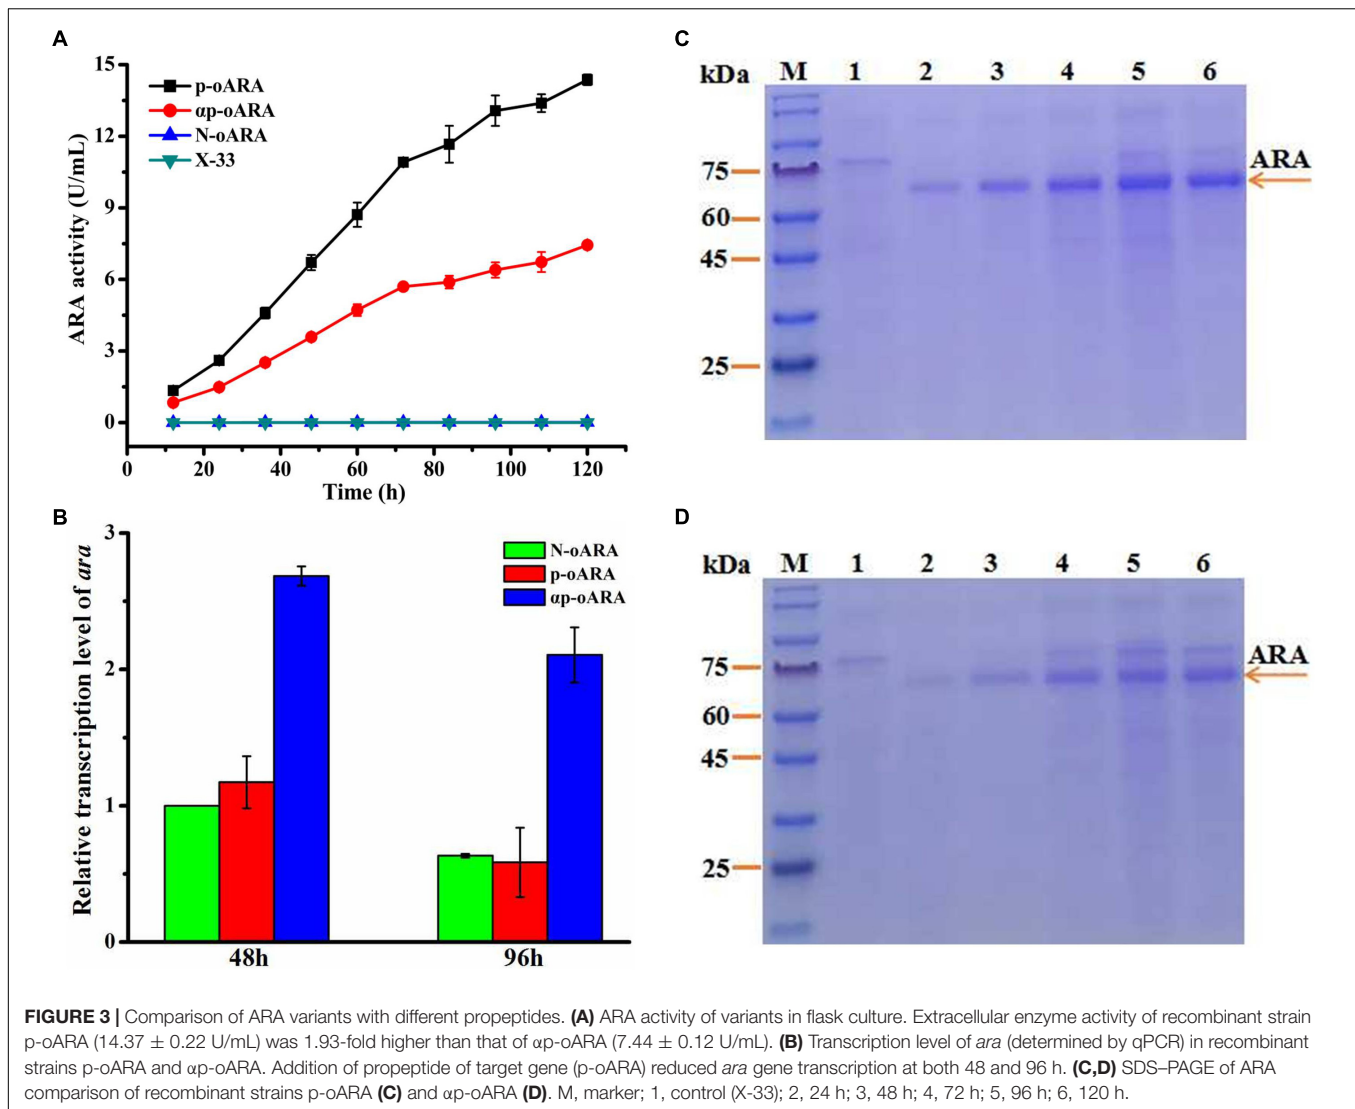 A
15
12
9
6
3
0
ARA activity (U/mL)
p-oARA
αp-oARA
N-oARA
X-33
0 20 40 60 80 100 120
Time (h)
B
3
2
1
0
Relative transcription level of ara
N-oARA
p-oARA
αp-oARA
48h 96h
C
kDa M 1 2 3 4 5 6
75
60
45
25
ARA
D
kDa M 1 2 3 4 5 6
75
60
45
25
ARA
FIGURE 3 | Comparison of ARA variants with different propeptides. (A) ARA activity of variants in flask culture. Extracellular enzyme activity of recombinant strain
p-oARA (14.37 ± 0.22 U/mL) was 1.93-fold higher than that of αp-oARA (7.44 ± 0.12 U/mL). (B) Transcription level of ara (determined by qPCR) in recombinant
strains p-oARA and αp-oARA. Addition of propeptide of target gene (p-oARA) reduced ara gene transcription at both 48 and 96 h. (C,D) SDS–PAGE of ARA
comparison of recombinant strains p-oARA (C) and αp-oARA (D). M, marker; 1, control (X-33); 2, 24 h; 3, 48 h; 4, 72 h; 5, 96 h; 6, 120 h.